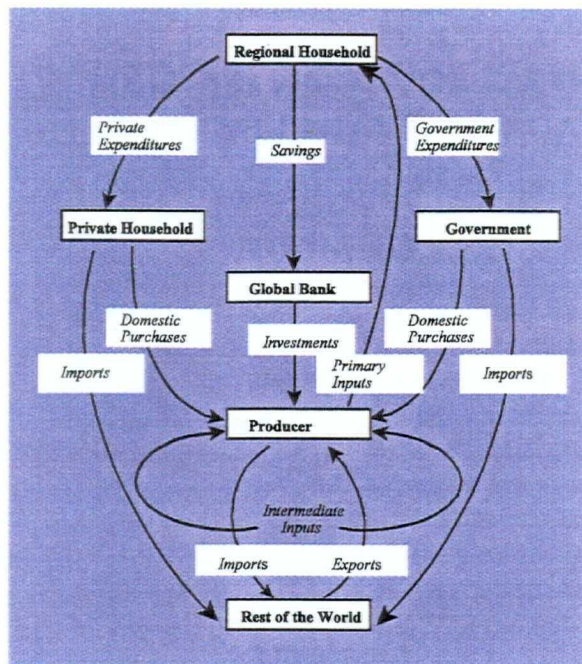 Regional Household
Private
Expenditures
Savings
Government
Expenditures
Private Household
Government
Global Bank
Domestic
Purchases
Investments
Domestic
Purchases
Imports
Primary
Inputs
Imports
Producer
Intermediate
Inputs
Imports
Exports
Rest of the World